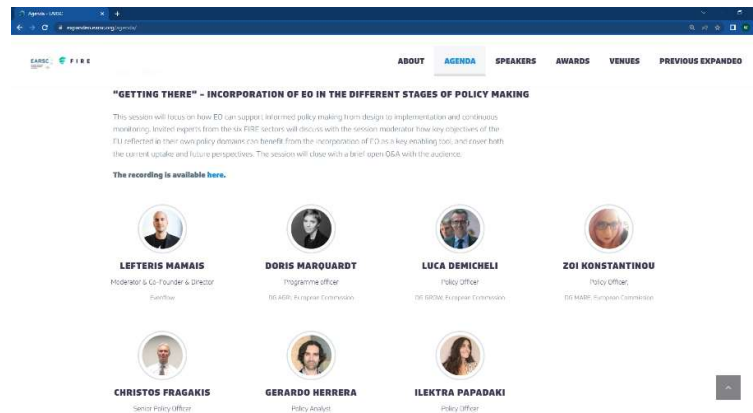 Agenda - EARSC
expandeo.earsc.org/agenda/
EARSC
FIRE
ABOUT AGENDA SPEAKERS AWARDS VENUES PREVIOUS EXPANDEO
"GETTING THERE" – INCORPORATION OF EO IN THE DIFFERENT STAGES OF POLICY MAKING
This session will focus on how EO can support informed policy making from design to implementation and continuous
monitoring. Invited experts from the six FIRE sectors will discuss with the session moderator how key objectives of the
EU reflected in their own policy domains can benefit from the incorporation of EO as a key enabling tool, and cover both
the current uptake and future perspectives. The session will close with a brief open Q&A with the audience.
The recording is available here.
LEFTERIS MAMAIS
Moderator & Co-Founder & Director
Evenflow
DORIS MARQUARDT
Programme officer
DG AGRI, European Commission
LUCA DEMICHELI
Policy Officer
DG GROW, European Commission
ZOI KONSTANTINOU
Policy Officer,
DG MARE, European Commission
CHRISTOS FRAGAKIS
Senior Policy Officer
GERARDO HERRERA
Policy Analyst
ILEKTRA PAPADAKI
Policy Officer